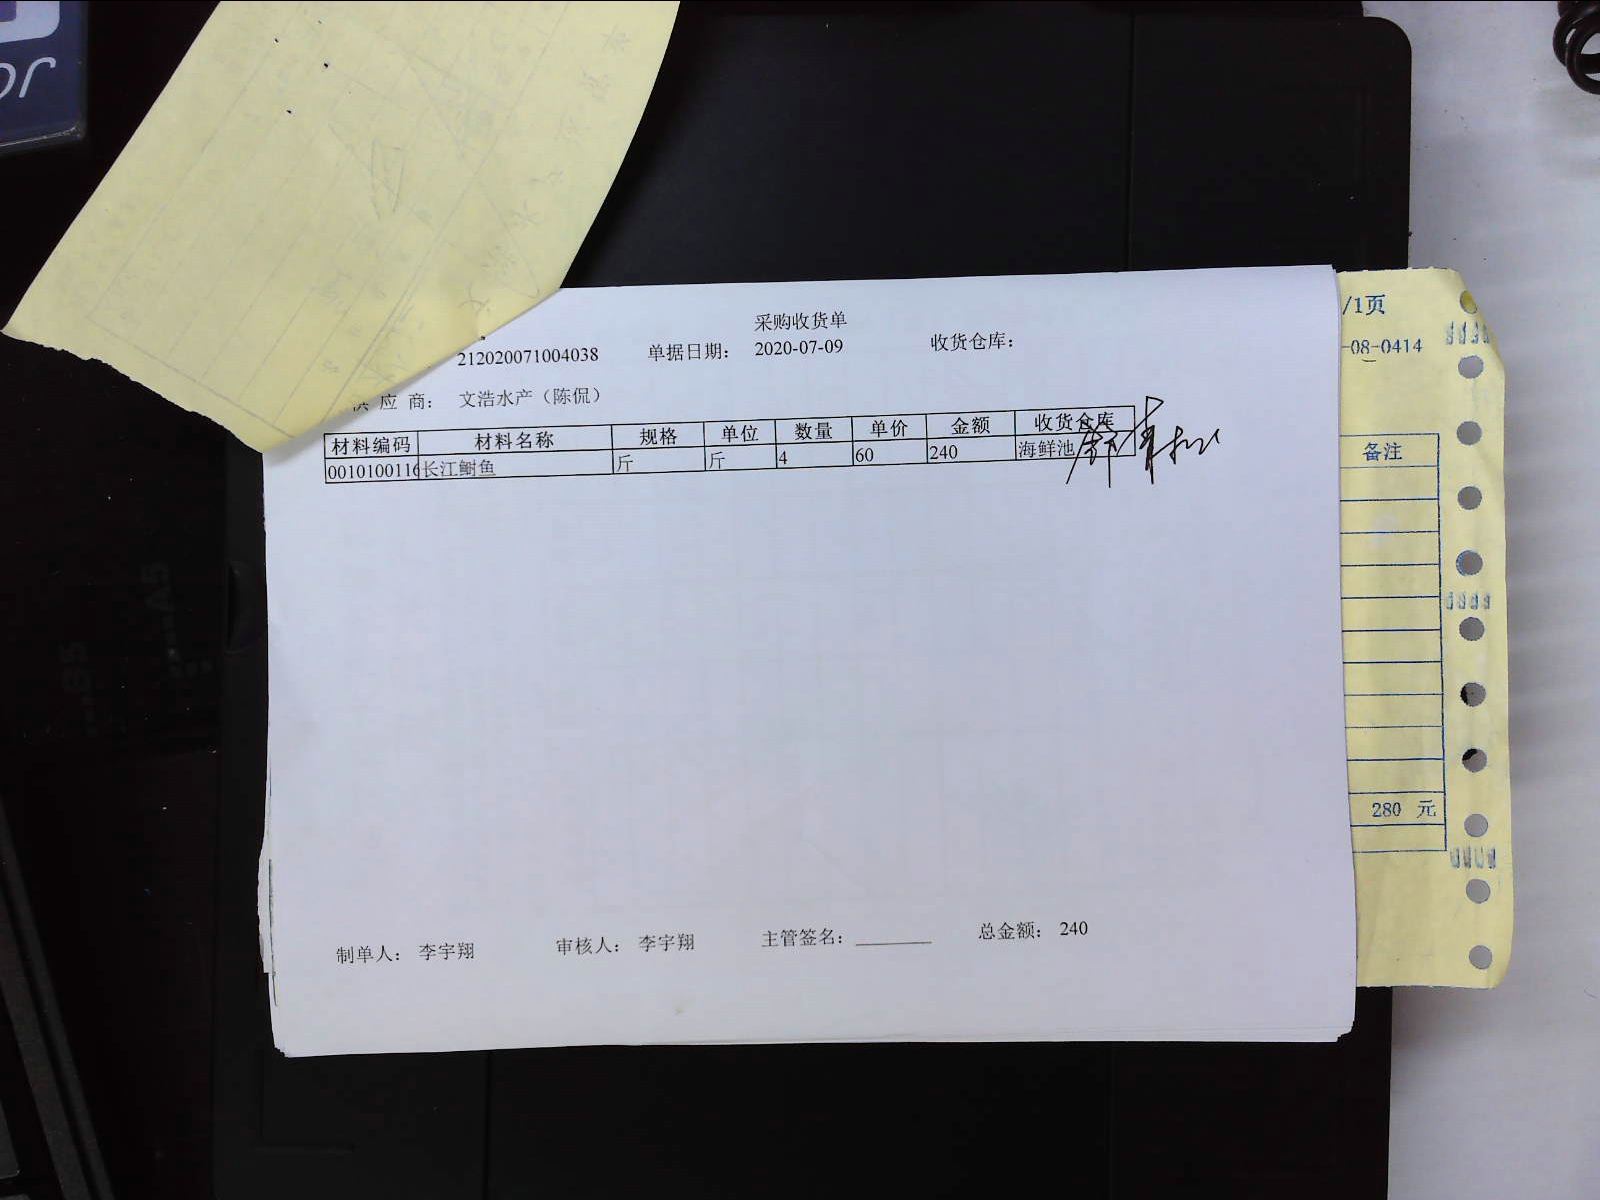 采购收货单
212020071004038 单据日期： 2020-07-09 收货仓库：
供 应 商： 文浩水产（陈侃）
材料编码 材料名称 规格 单位 数量 单价 金额 收货仓库
0010100116 长江鲥鱼 斤 斤 4 60 240 海鲜池
制单人： 李宇翔 审核人： 李宇翔 主管签名： 总金额： 240
/1页
-08-0414
备注
280 元